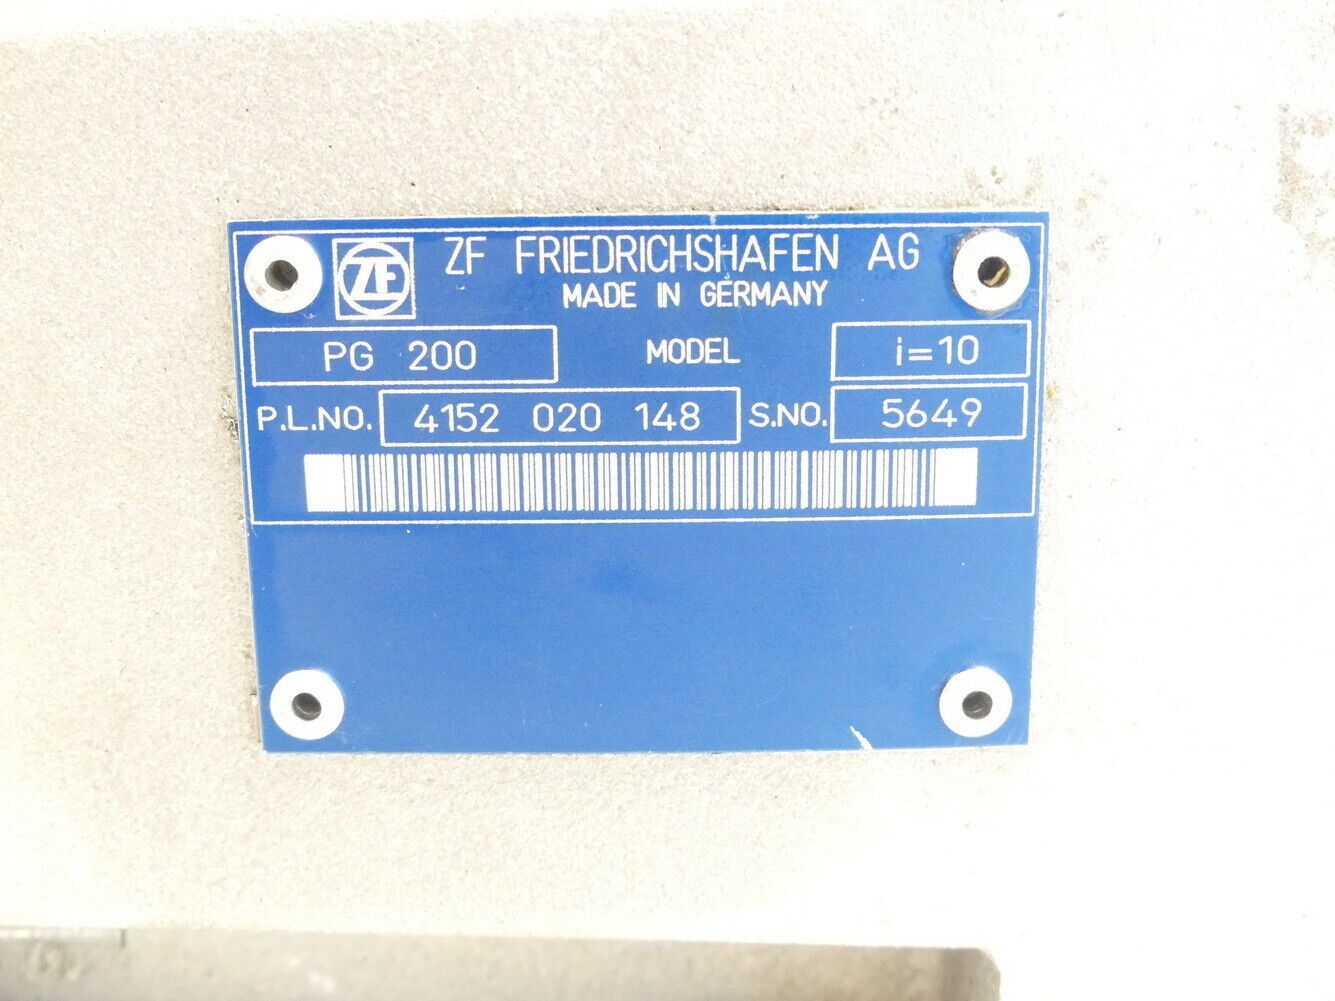 ZF ZF FRIEDRICHSHAFEN AG
MADE IN GERMANY
PG 200 MODEL i=10
P.L.NO. 4152 020 148 S.NO. 5649